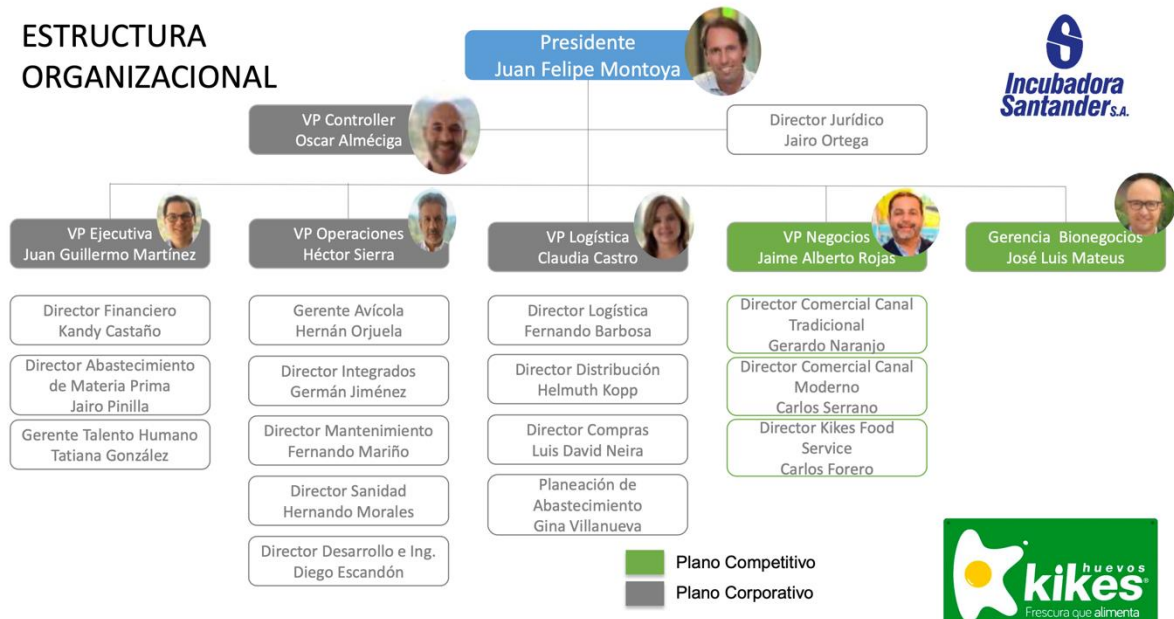 ESTRUCTURA
ORGANIZACIONAL
Presidente
Juan Felipe Montoya
Incubadora
Santander S.A.
VP Controller
Oscar Alméciga
Director Jurídico
Jairo Ortega
VP Ejecutiva
Juan Guillermo Martínez
VP Operaciones
Héctor Sierra
VP Logística
Claudia Castro
VP Negocios
Jaime Alberto Rojas
Gerencia Bionegocios
José Luis Mateus
Director Financiero
Kandy Castaño
Director Abastecimiento
de Materia Prima
Jairo Pinilla
Gerente Talento Humano
Tatiana González
Gerente Avícola
Hernán Orjuela
Director Integrados
Germán Jiménez
Director Mantenimiento
Fernando Mariño
Director Sanidad
Hernando Morales
Director Desarrollo e Ing.
Diego Escandón
Director Logística
Fernando Barbosa
Director Distribución
Helmuth Kopp
Director Compras
Luis David Neira
Planeación de
Abastecimiento
Gina Villanueva
Director Comercial Canal
Tradicional
Gerardo Naranjo
Director Comercial Canal
Moderno
Carlos Serrano
Director Kikes Food
Service
Carlos Forero
Plano Competitivo
Plano Corporativo
huevos
kikes®
Frescura que alimenta